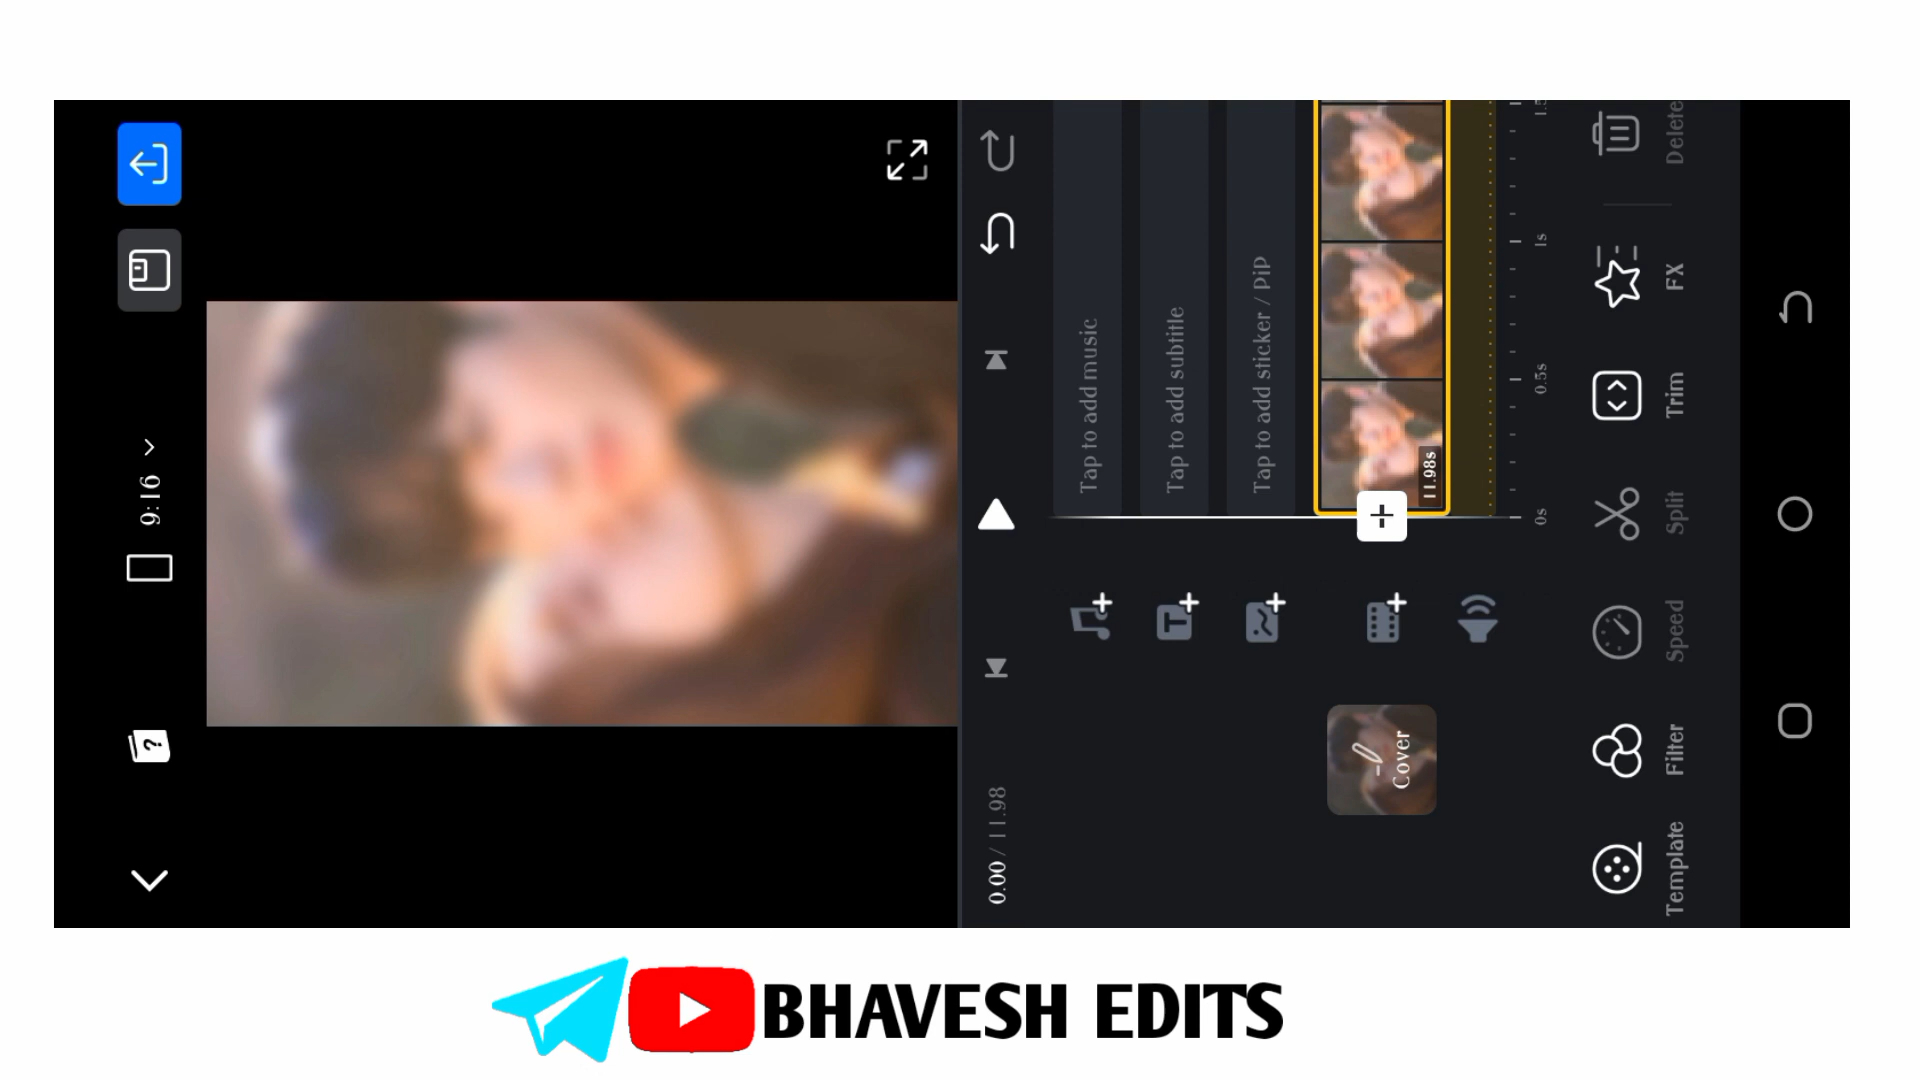 9:16
0.00 / 11.98
Tap to add music
Tap to add subtitle
Tap to add sticker / PiP
Cover
11.98s
0s
0.5s
1s
Template
Filter
Speed
Split
Trim
FX
Delete
BHAVESH EDITS